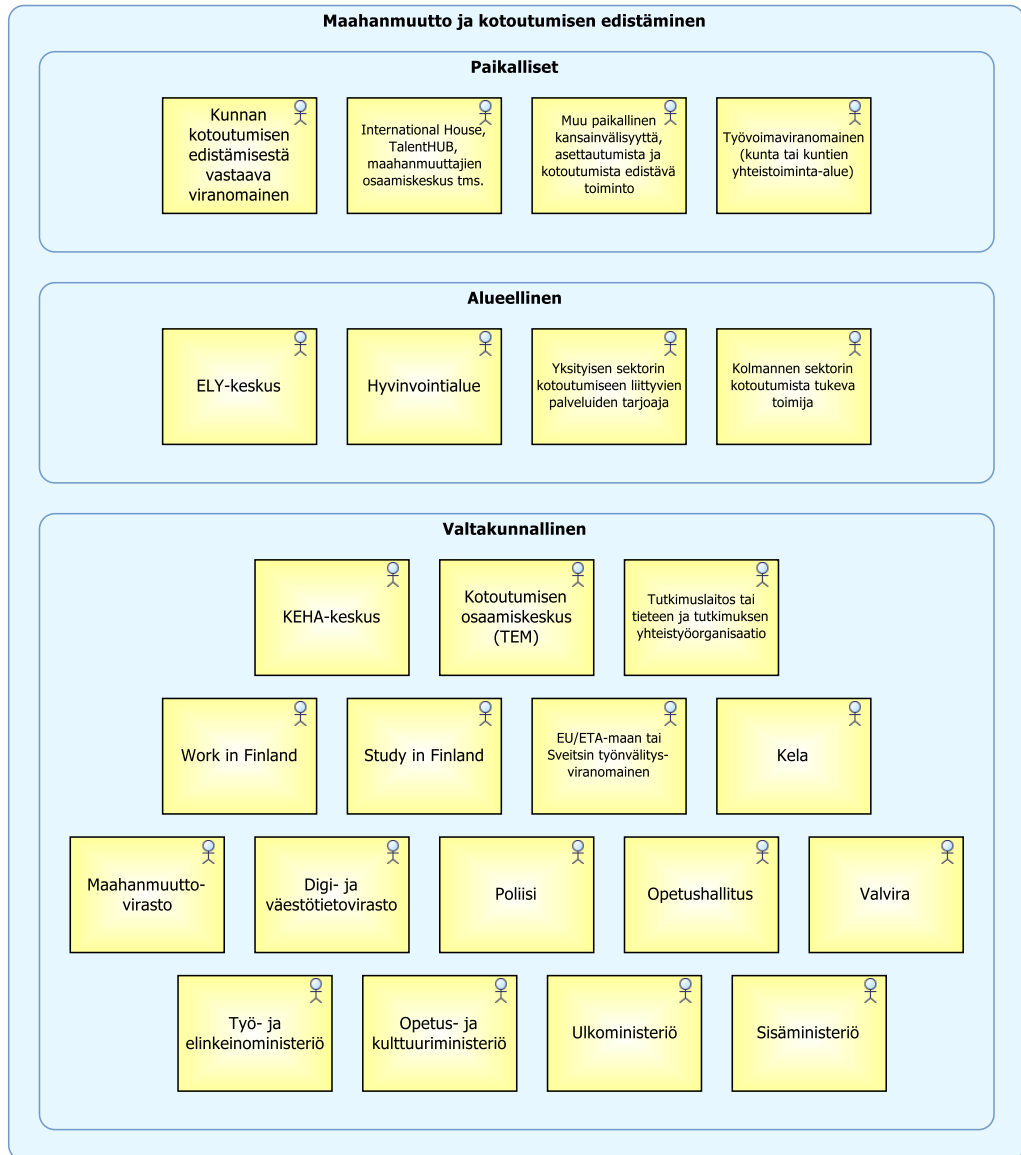 Maahanmuutto ja kotoutumisen edistäminen
Paikalliset
Kunnan
kotoutumisen
edistämisestä
vastaava
viranomainen
International House,
TalentHUB,
maahanmuuttajien
osaamiskeskus tms.
Muu paikallinen
kansainvälisyyttä,
asettautumista ja
kotoutumista edistävä
toiminto
Työvoimaviranomainen
(kunta tai kuntien
yhteistoiminta-alue)
Alueellinen
ELY-keskus
Hyvinvointialue
Yksityisen sektorin
kotoutumiseen liittyvien
palveluiden tarjoaja
Kolmannen sektorin
kotoutumista tukeva
toimija
Valtakunnallinen
KEHA-keskus
Kotoutumisen
osaamiskeskus
(TEM)
Tutkimuslaitos tai
tieteen ja tutkimuksen
yhteistyöorganisaatio
Work in Finland
Study in Finland
EU/ETA-maan tai
Sveitsin työnvälitys-
viranomainen
Kela
Maahanmuutto-
virasto
Digi- ja
väestötietovirasto
Poliisi
Opetushallitus
Valvira
Työ- ja
elinkeinoministeriö
Opetus- ja
kulttuuriministeriö
Ulkoministeriö
Sisäministeriö